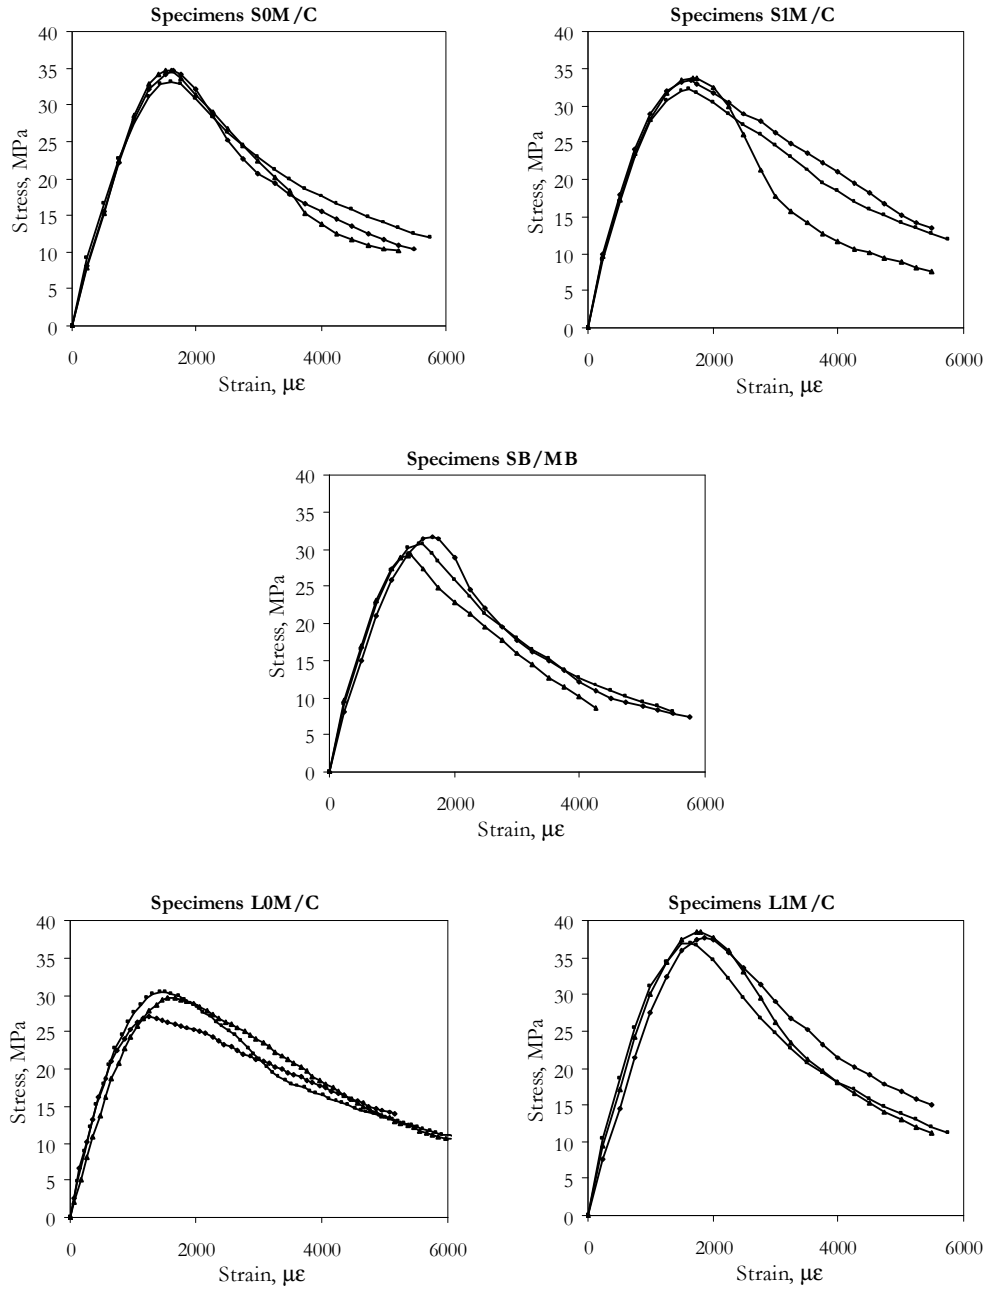 Specimens S0M/C
40
35
30
25
20
15
10
5
0
Stress, MPa
0 2000 4000 6000
Strain, με
Specimens S1M/C
40
35
30
25
20
15
10
5
0
Stress, MPa
0 2000 4000 6000
Strain, με
Specimens SB/MB
40
35
30
25
20
15
10
5
0
Stress, MPa
0 2000 4000 6000
Strain, με
Specimens L0M/C
40
35
30
25
20
15
10
5
0
Stress, MPa
0 2000 4000 6000
Strain, με
Specimens L1M/C
40
35
30
25
20
15
10
5
0
Stress, MPa
0 2000 4000 6000
Strain, με